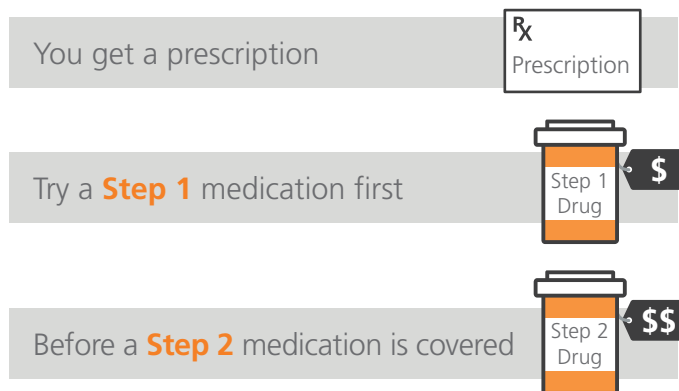 You get a prescription
Rx
Prescription
Try a Step 1 medication first
Step 1
Drug
$
Before a Step 2 medication is covered
Step 2
Drug
$$